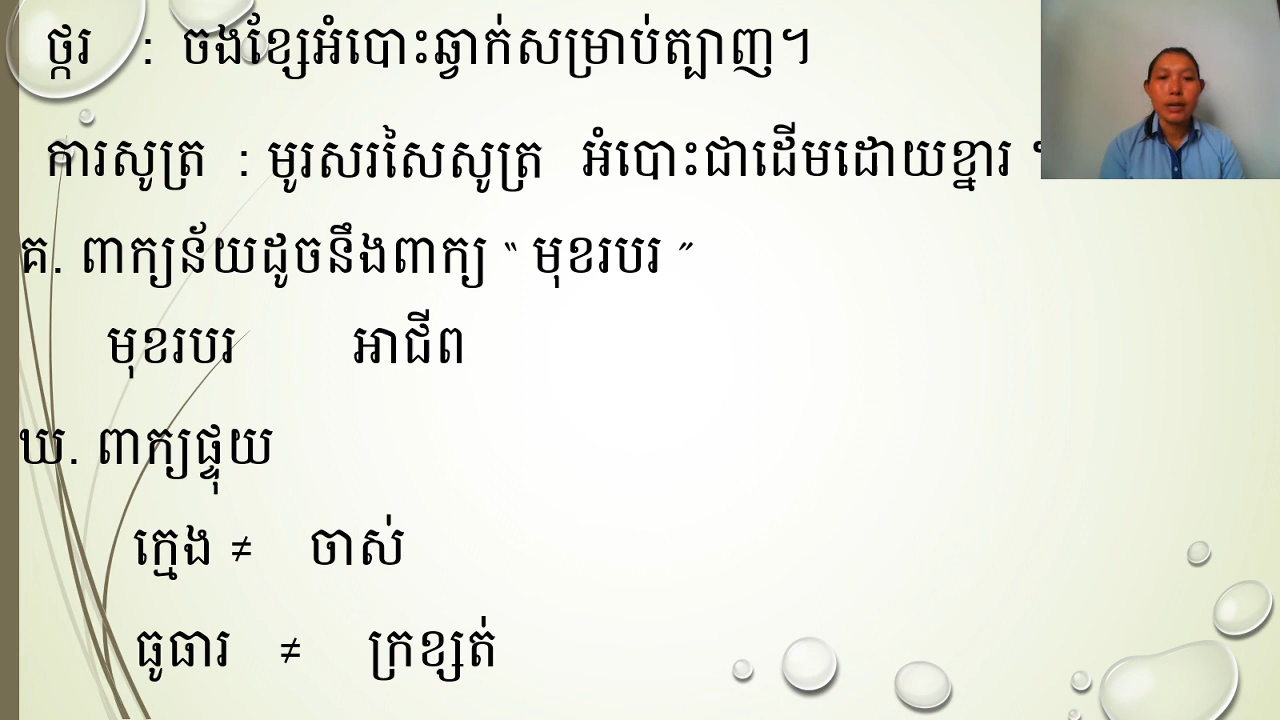 ថ្ករ : ចងខ្សែអំបោះឆ្វាក់សម្រាប់ត្បាញ។
ការសូត្រ : មូរសរសៃសូត្រ អំបោះជាដើមដោយខ្នារ ។
គ. ពាក្យន័យដូចនឹងពាក្យ “ មុខរបរ ”
មុខរបរ អាជីព
ឃ. ពាក្យផ្ទុយ
ក្មេង ≠ ចាស់
ធូធារ ≠ ក្រខ្សត់